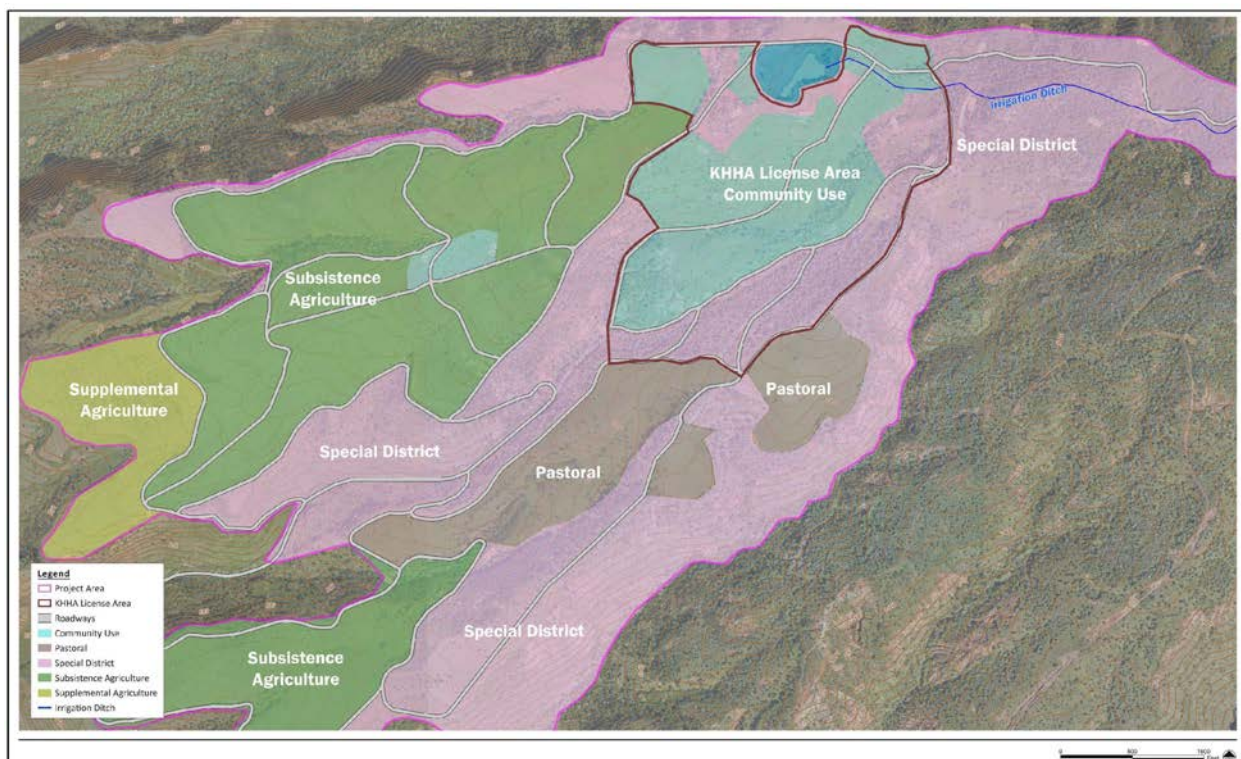 Irrigation Ditch
Special District
KHHA License Area
Community Use
Subsistence
Agriculture
Supplemental
Agriculture
Pastoral
Special District
Pastoral
Special District
Subsistence
Agriculture
Legend
Project Area
KHHA License Area
Roadways
Community Use
Pastoral
Special District
Subsistence Agriculture
Supplemental Agriculture
Irrigation Ditch
0 800 1600
Feet